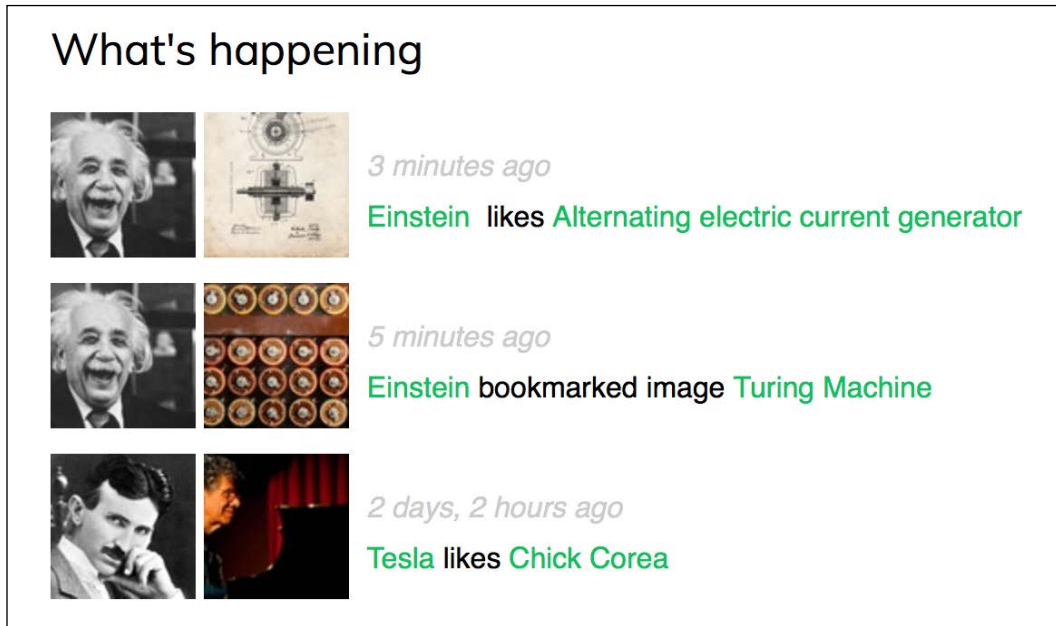 What's happening
3 minutes ago
Einstein  likes Alternating electric current generator
5 minutes ago
Einstein bookmarked image Turing Machine
2 days, 2 hours ago
Tesla likes Chick Corea